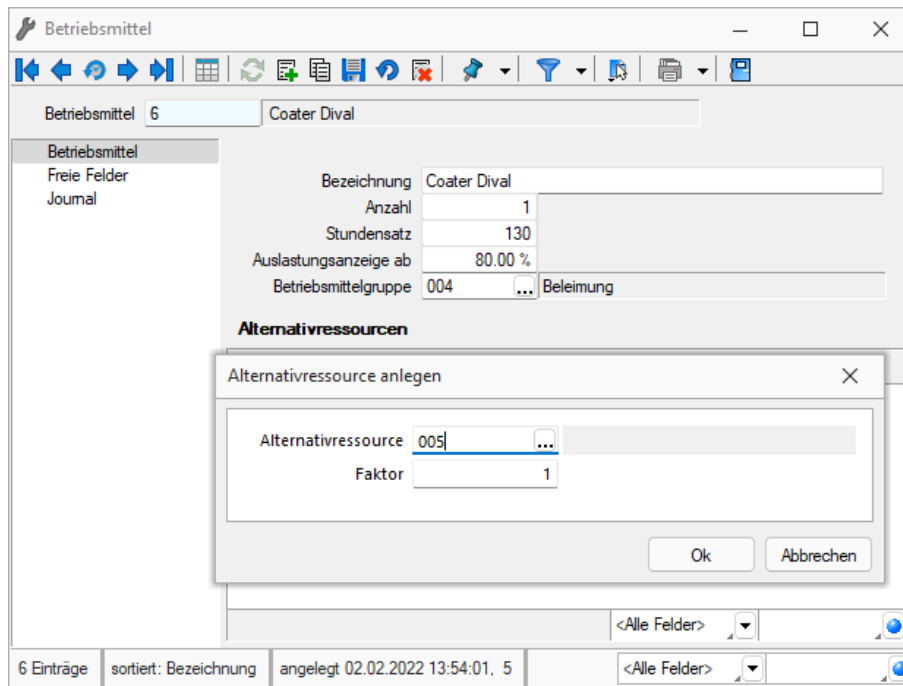 Betriebsmittel
Betriebsmittel 6 Coater Dival
Betriebsmittel
Freie Felder
Journal
Bezeichnung Coater Dival
Anzahl 1
Stundensatz 130
Auslastungsanzeige ab 80.00 %
Betriebsmittelgruppe 004 ... Beleimung
Alternativressourcen
Alternativressource anlegen
Alternativressource 005 ...
Faktor 1
Ok Abbrechen
<Alle Felder>
6 Einträge sortiert: Bezeichnung angelegt 02.02.2022 13:54:01, 5 <Alle Felder>